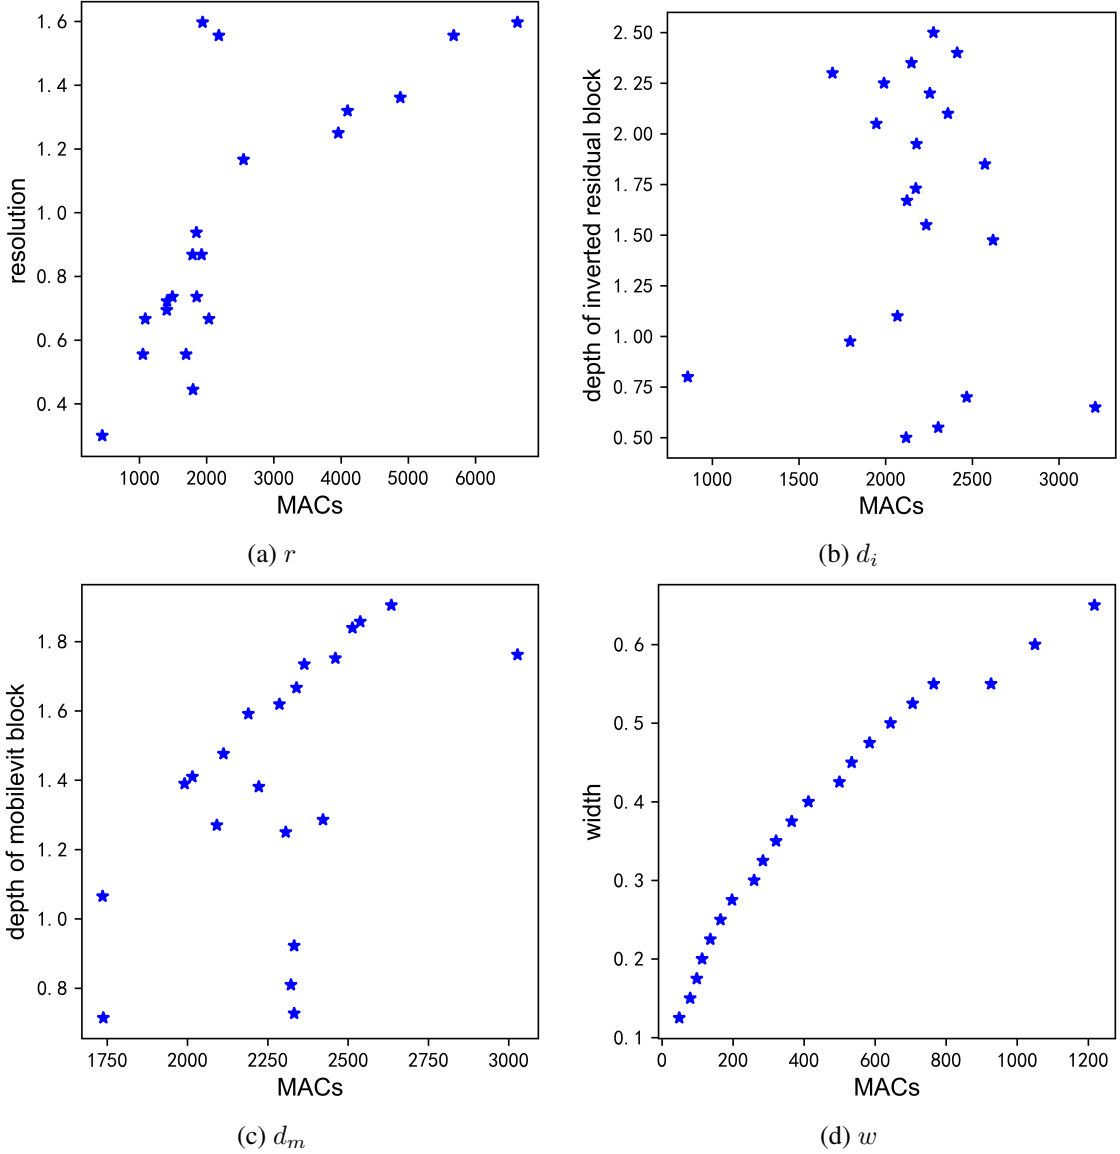 1.6
1.4
1.2
1.0
0.8
0.6
0.4
resolution
1000 2000 3000 4000 5000 6000
MACs
(a) r
2.50
2.25
2.00
1.75
1.50
1.25
1.00
0.75
0.50
depth of inverted residual block
1000 1500 2000 2500 3000
MACs
(b) d_i
1.8
1.6
1.4
1.2
1.0
0.8
depth of mobilevit block
1750 2000 2250 2500 2750 3000
MACs
(c) d_m
0.6
0.5
0.4
0.3
0.2
0.1
width
0 200 400 600 800 1000 1200
MACs
(d) w